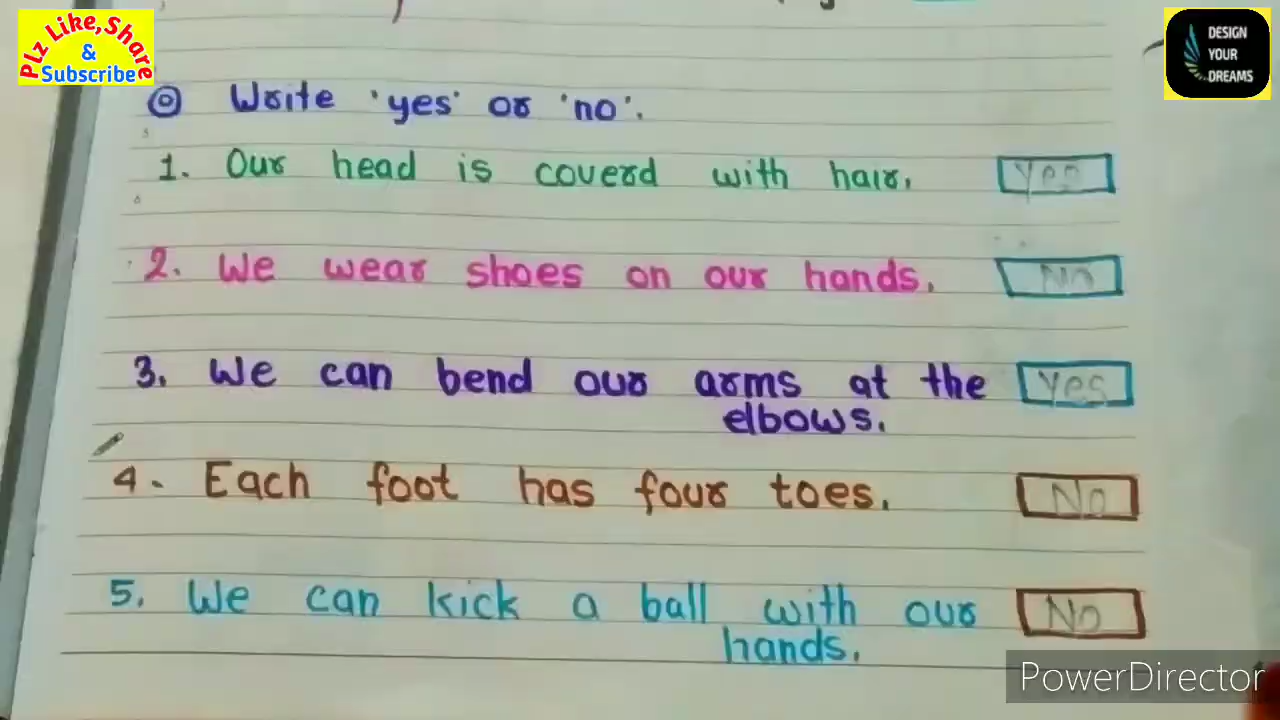 Plz Like, Share
&
Subscribe
DESIGN
YOUR
DREAMS
Write 'yes' or 'no'.
1. Our head is coverd with hair. Yes
2. We wear shoes on our hands. No
3. We can bend our arms at the Yes
elbows.
4. Each foot has four toes. No
5. We can kick a ball with our No
hands.
PowerDirector